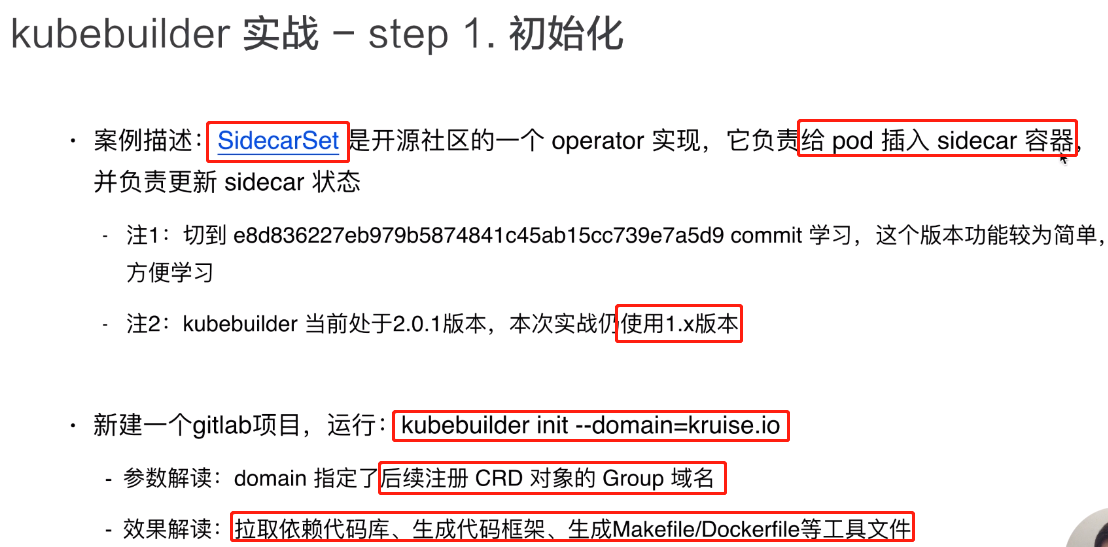 kubebuilder 实战 – step 1. 初始化
· 案例描述：SidecarSet 是开源社区的一个 operator 实现，它负责给 pod 插入 sidecar 容器，
并负责更新 sidecar 状态
- 注1：切到 e8d836227eb979b5874841c45ab15cc739e7a5d9 commit 学习，这个版本功能较为简单，
方便学习
- 注2：kubebuilder 当前处于2.0.1版本，本次实战仍使用1.x版本
· 新建一个gitlab项目，运行：kubebuilder init --domain=kruise.io
- 参数解读：domain 指定了后续注册 CRD 对象的 Group 域名
- 效果解读：拉取依赖代码库、生成代码框架、生成Makefile/Dockerfile等工具文件